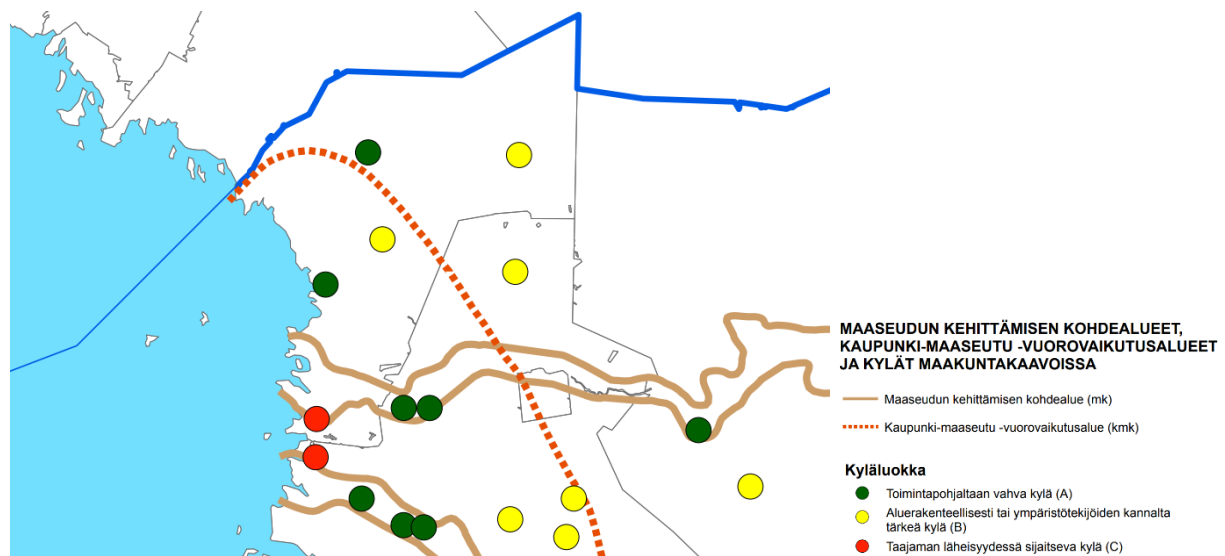 MAASEUDUN KEHITTÄMISEN KOHDEALUEET,
KAUPUNKI-MAASEUTU -VUOROVAIKUTUSALUEET
JA KYLÄT MAAKUNTAKAAVOISSA
Maaseudun kehittämisen kohdealue (mk)
Kaupunki-maaseutu -vuorovaikutusalue (kmk)
Kyläluokka
Toimintapohjaltaan vahva kylä (A)
Aluerakenteellisesti tai ympäristötekijöiden kannalta
tärkeä kylä (B)
Taajaman läheisyydessä sijaitseva kylä (C)